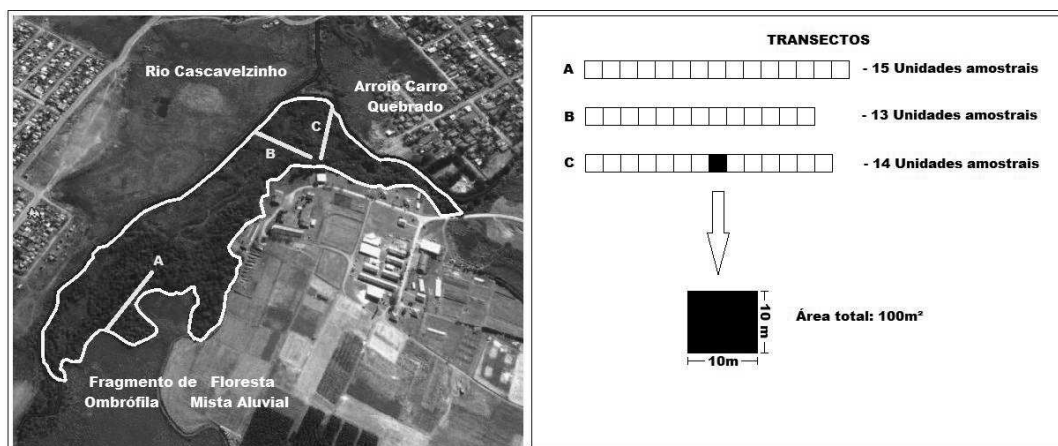 Rio Cascavelzinho
Arroio Carro
Quebrado
C
B
A
Fragmento de Floresta
Ombrófila Mista Aluvial
TRANSECTOS
A - 15 Unidades amostrais
B - 13 Unidades amostrais
C - 14 Unidades amostrais
10 m
Área total: 100m²
10m